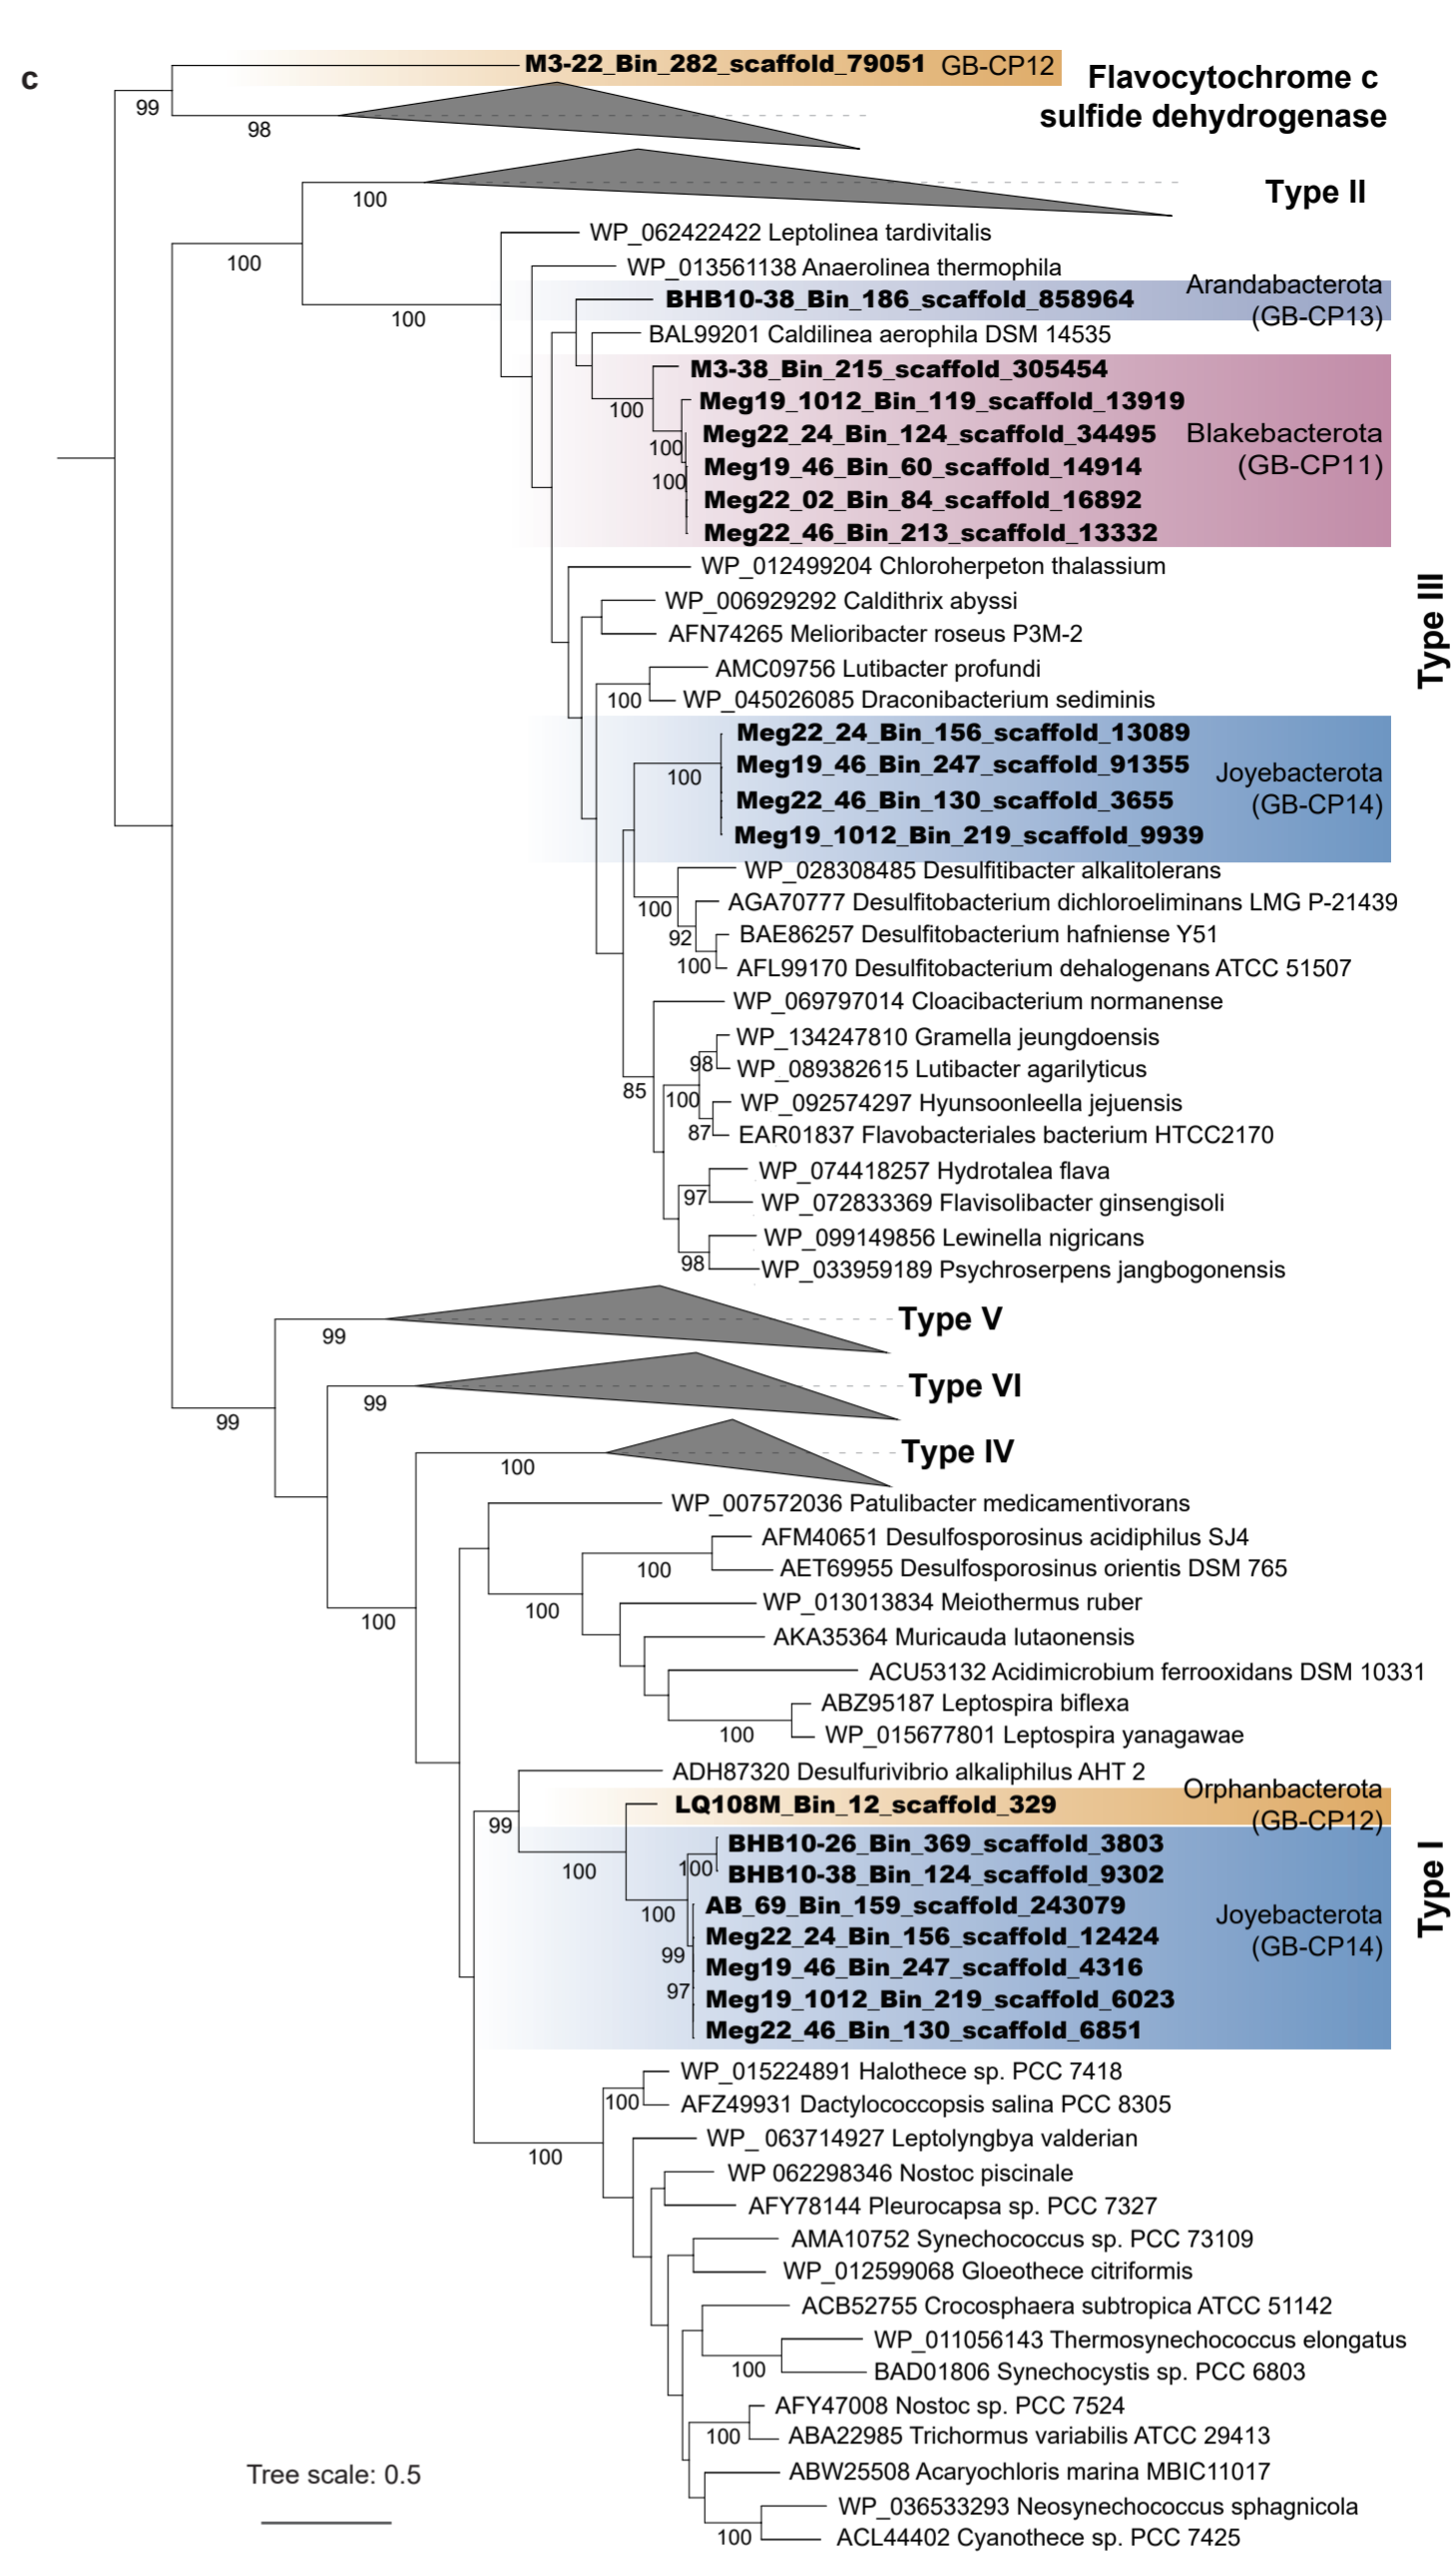 c
M3-22_Bin_282_scaffold_79051 GB-CP12
Flavocytochrome c
sulfide dehydrogenase
99
98
100
Type II
100
WP_062422422 Leptolinea tardivitalis
WP_013561138 Anaerolinea thermophila
100
Arandabacterota
BHB10-38_Bin_186_scaffold_858964
(GB-CP13)
BAL99201 Caldilinea aerophila DSM 14535
M3-38_Bin_215_scaffold_305454
100
Meg19_1012_Bin_119_scaffold_13919
Meg22_24_Bin_124_scaffold_34495
Blakebacterota
100
Meg19_46_Bin_60_scaffold_14914
(GB-CP11)
100
Meg22_02_Bin_84_scaffold_16892
Meg22_46_Bin_213_scaffold_13332
WP_012499204 Chloroherpeton thalassium
WP_006929292 Caldithrix abyssi
Type III
AFN74265 Melioribacter roseus P3M-2
AMC09756 Lutibacter profundi
100
WP_045026085 Draconibacterium sediminis
Meg22_24_Bin_156_scaffold_13089
Meg19_46_Bin_247_scaffold_91355
100
Joyebacterota
Meg22_46_Bin_130_scaffold_3655
(GB-CP14)
Meg19_1012_Bin_219_scaffold_9939
WP_028308485 Desulfitibacter alkalitolerans
100
AGA70777 Desulfitobacterium dichloroeliminans LMG P-21439
92
BAE86257 Desulfitobacterium hafniense Y51
100
AFL99170 Desulfitobacterium dehalogenans ATCC 51507
WP_069797014 Cloacibacterium normanense
WP_134247810 Gramella jeungdoensis
98
WP_089382615 Lutibacter agarilyticus
85
100
WP_092574297 Hyunsoonleella jejuensis
87
EAR01837 Flavobacteriales bacterium HTCC2170
WP_074418257 Hydrotalea flava
97
WP_072833369 Flavisolibacter ginsengisoli
WP_099149856 Lewinella nigricans
98
WP_033959189 Psychroserpens jangbogonensis
99
Type V
99
Type VI
99
100
Type IV
WP_007572036 Patulibacter medicamentivorans
AFM40651 Desulfosporosinus acidiphilus SJ4
100
AET69955 Desulfosporosinus orientis DSM 765
100
WP_013013834 Meiothermus ruber
100
AKA35364 Muricauda lutaonensis
ACU53132 Acidimicrobium ferrooxidans DSM 10331
ABZ95187 Leptospira biflexa
100
WP_015677801 Leptospira yanagawae
ADH87320 Desulfurivibrio alkaliphilus AHT 2
Orphanbacterota
LQ108M_Bin_12_scaffold_329
(GB-CP12)
99
BHB10-26_Bin_369_scaffold_3803
100
100
BHB10-38_Bin_124_scaffold_9302
Type I
100
AB_69_Bin_159_scaffold_243079
Joyebacterota
Meg22_24_Bin_156_scaffold_12424
(GB-CP14)
99
Meg19_46_Bin_247_scaffold_4316
97
Meg19_1012_Bin_219_scaffold_6023
Meg22_46_Bin_130_scaffold_6851
WP_015224891 Halothece sp. PCC 7418
100
AFZ49931 Dactylococcopsis salina PCC 8305
100
WP_ 063714927 Leptolyngbya valderian
WP 062298346 Nostoc piscinale
AFY78144 Pleurocapsa sp. PCC 7327
AMA10752 Synechococcus sp. PCC 73109
WP_012599068 Gloeothece citriformis
ACB52755 Crocosphaera subtropica ATCC 51142
WP_011056143 Thermosynechococcus elongatus
100
BAD01806 Synechocystis sp. PCC 6803
AFY47008 Nostoc sp. PCC 7524
100
ABA22985 Trichormus variabilis ATCC 29413
ABW25508 Acaryochloris marina MBIC11017
WP_036533293 Neosynechococcus sphagnicola
100
ACL44402 Cyanothece sp. PCC 7425
Tree scale: 0.5